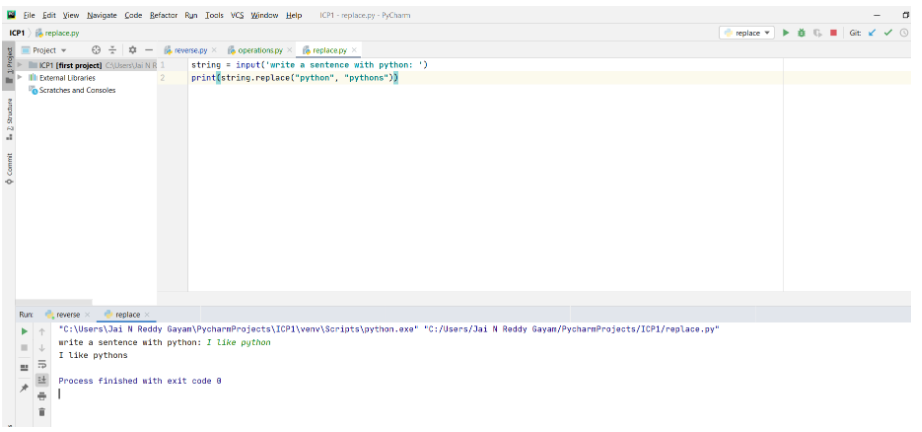 File Edit View Navigate Code Refactor Run Tools VCS Window Help ICP1 - replace.py - PyCharm
ICP1 replace.py replace Git:
Project reverse.py operations.py replace.py
1: Project
ICP1 [first project] C:\Users\Jai N R
External Libraries
Scratches and Consoles
1 string = input('write a sentence with python: ')
2 print(string.replace("python", "pythons"))
7: Structure
Commit
Run: reverse replace
"C:\Users\Jai N Reddy Gayam\PycharmProjects\ICP1\venv\Scripts\python.exe" "C:/Users/Jai N Reddy Gayam/PycharmProjects/ICP1/replace.py"
write a sentence with python: I like python
I like pythons
Process finished with exit code 0